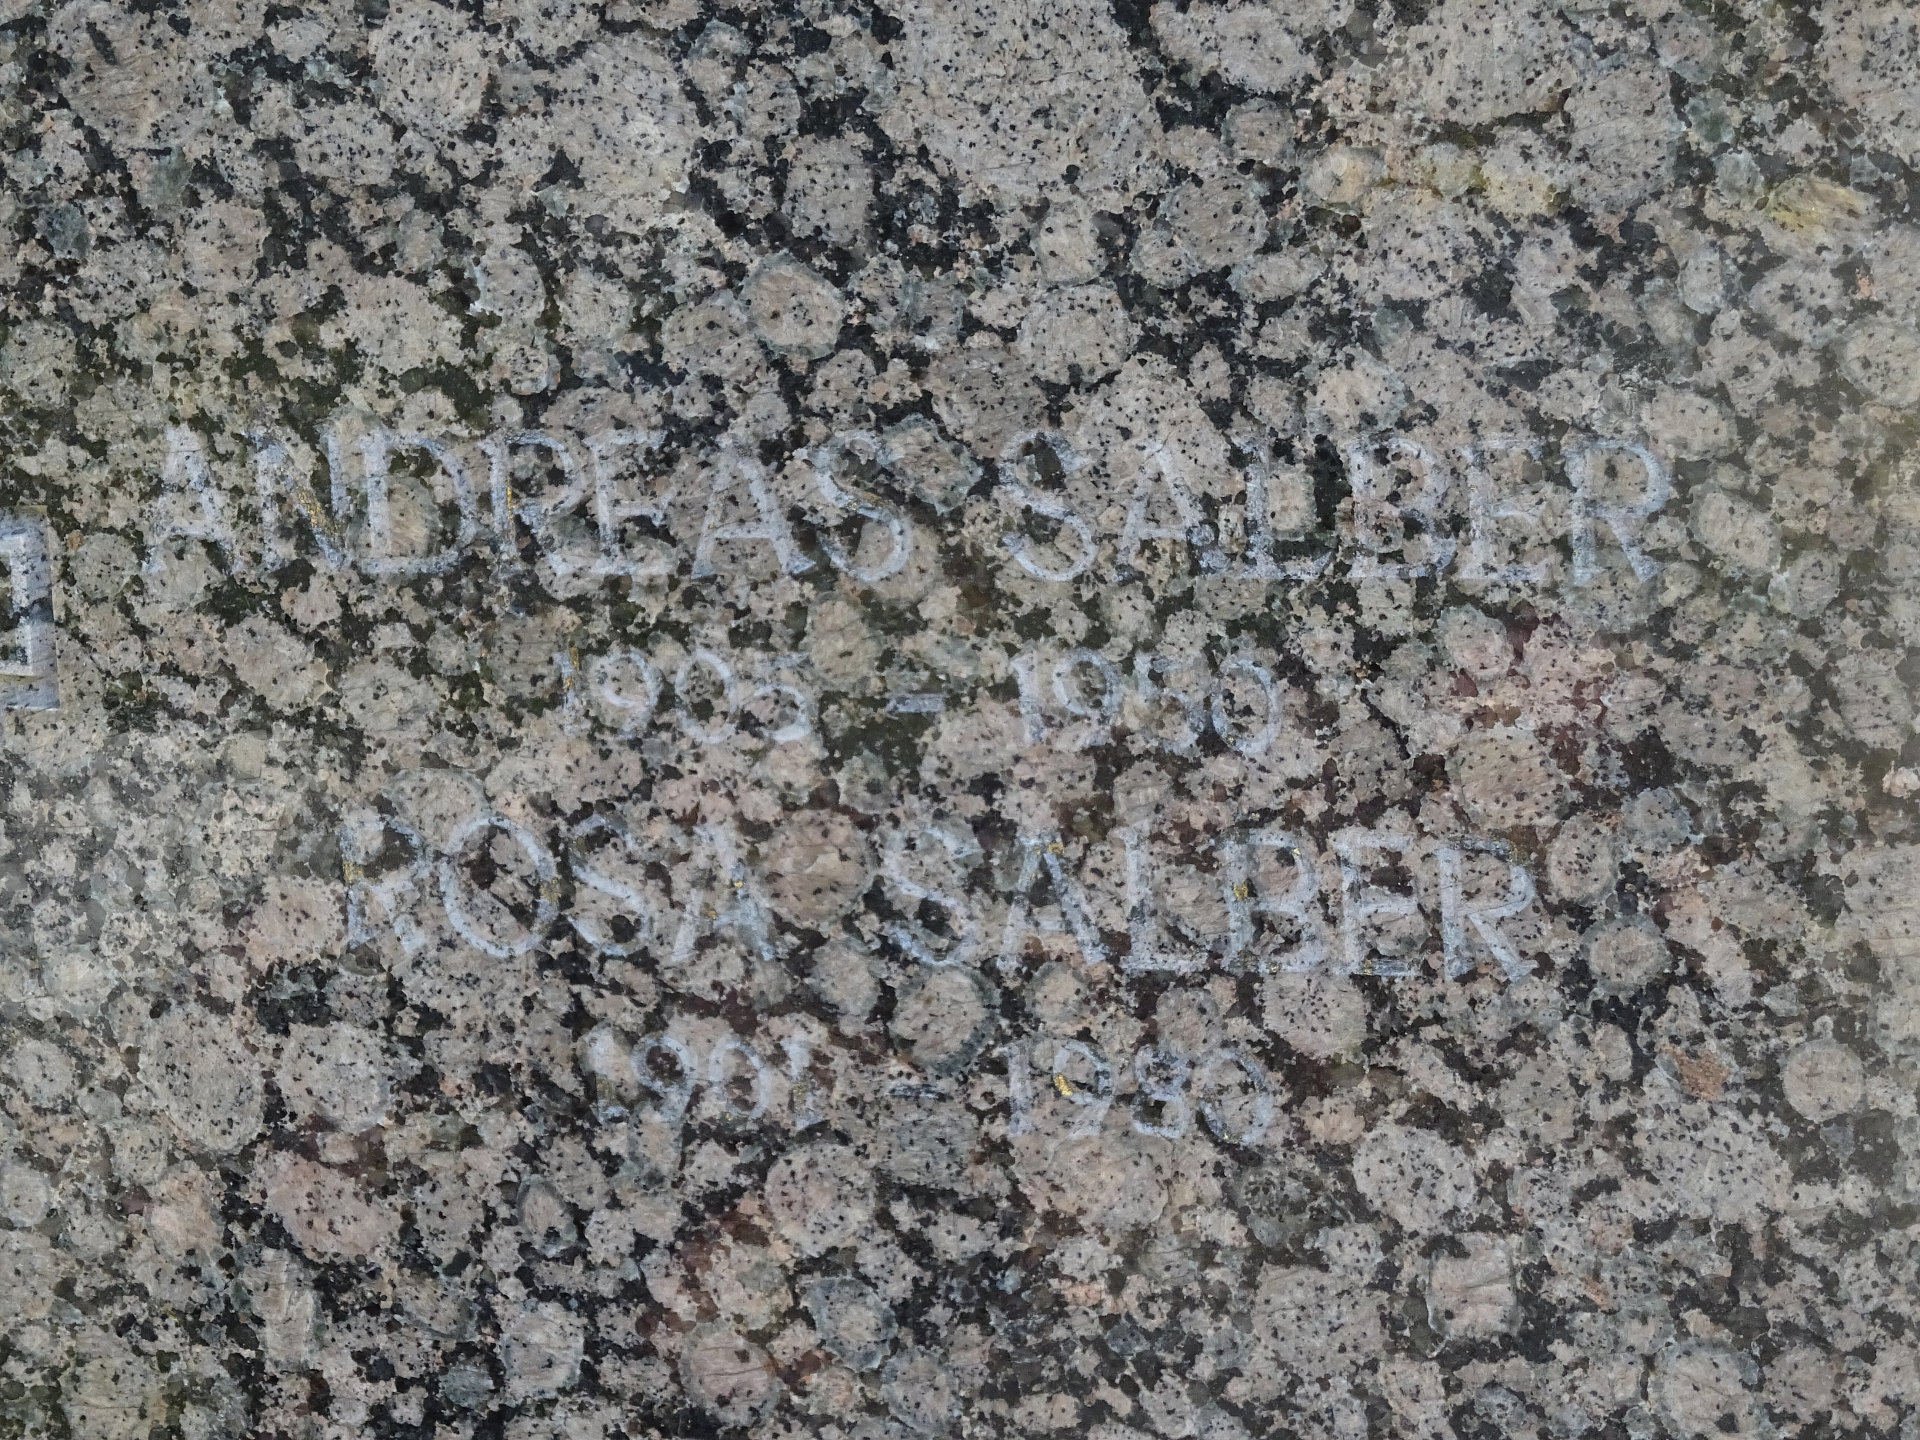 ANDREAS SALBER
1905 - 1950
ROSA SALBER
1901 - 1980